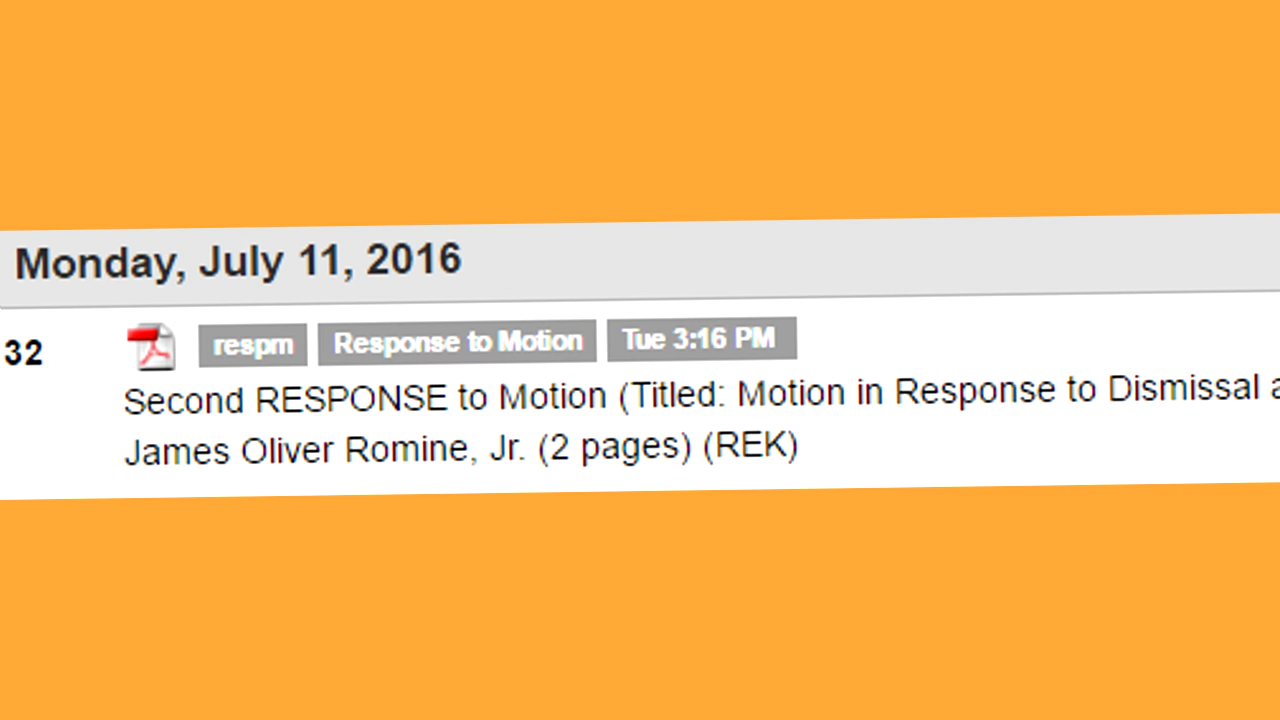 Monday, July 11, 2016
32 respm Response to Motion Tue 3:16 PM
Second RESPONSE to Motion (Titled: Motion in Response to Dismissal
James Oliver Romine, Jr. (2 pages) (REK)